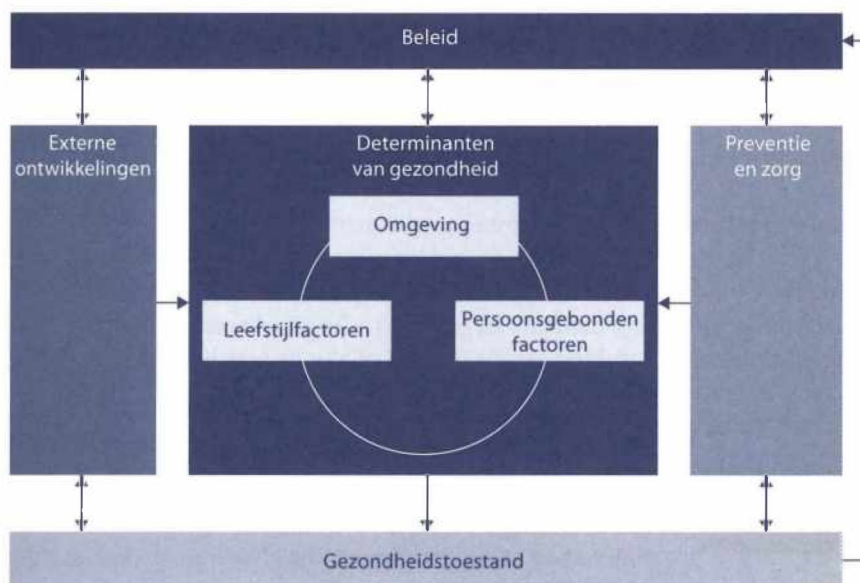 Beleid
Externe
ontwikkelingen
Determinanten
van gezondheid
Preventie
en zorg
Omgeving
Leefstijlfactoren
Persoonsgebonden
factoren
Gezondheidstoestand